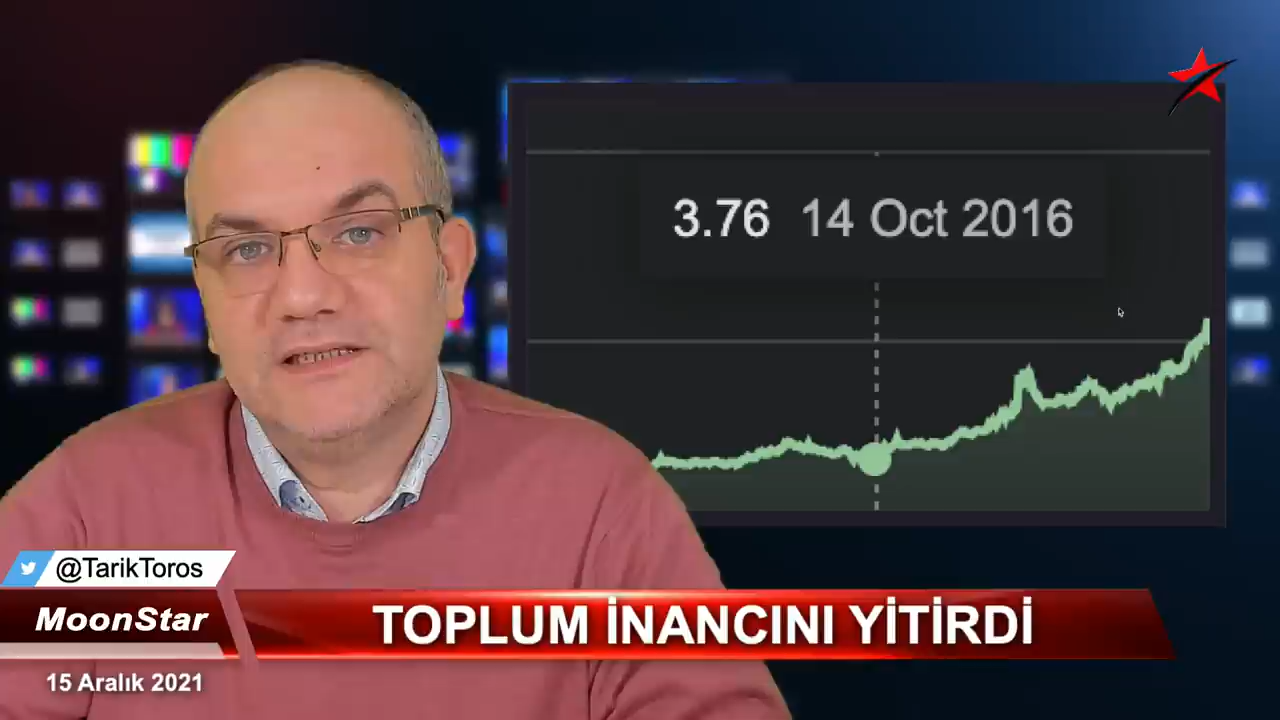 3.76 14 Oct 2016
@TarikToros
MoonStar
TOPLUM İNANCINI YİTİRDİ
15 Aralık 2021